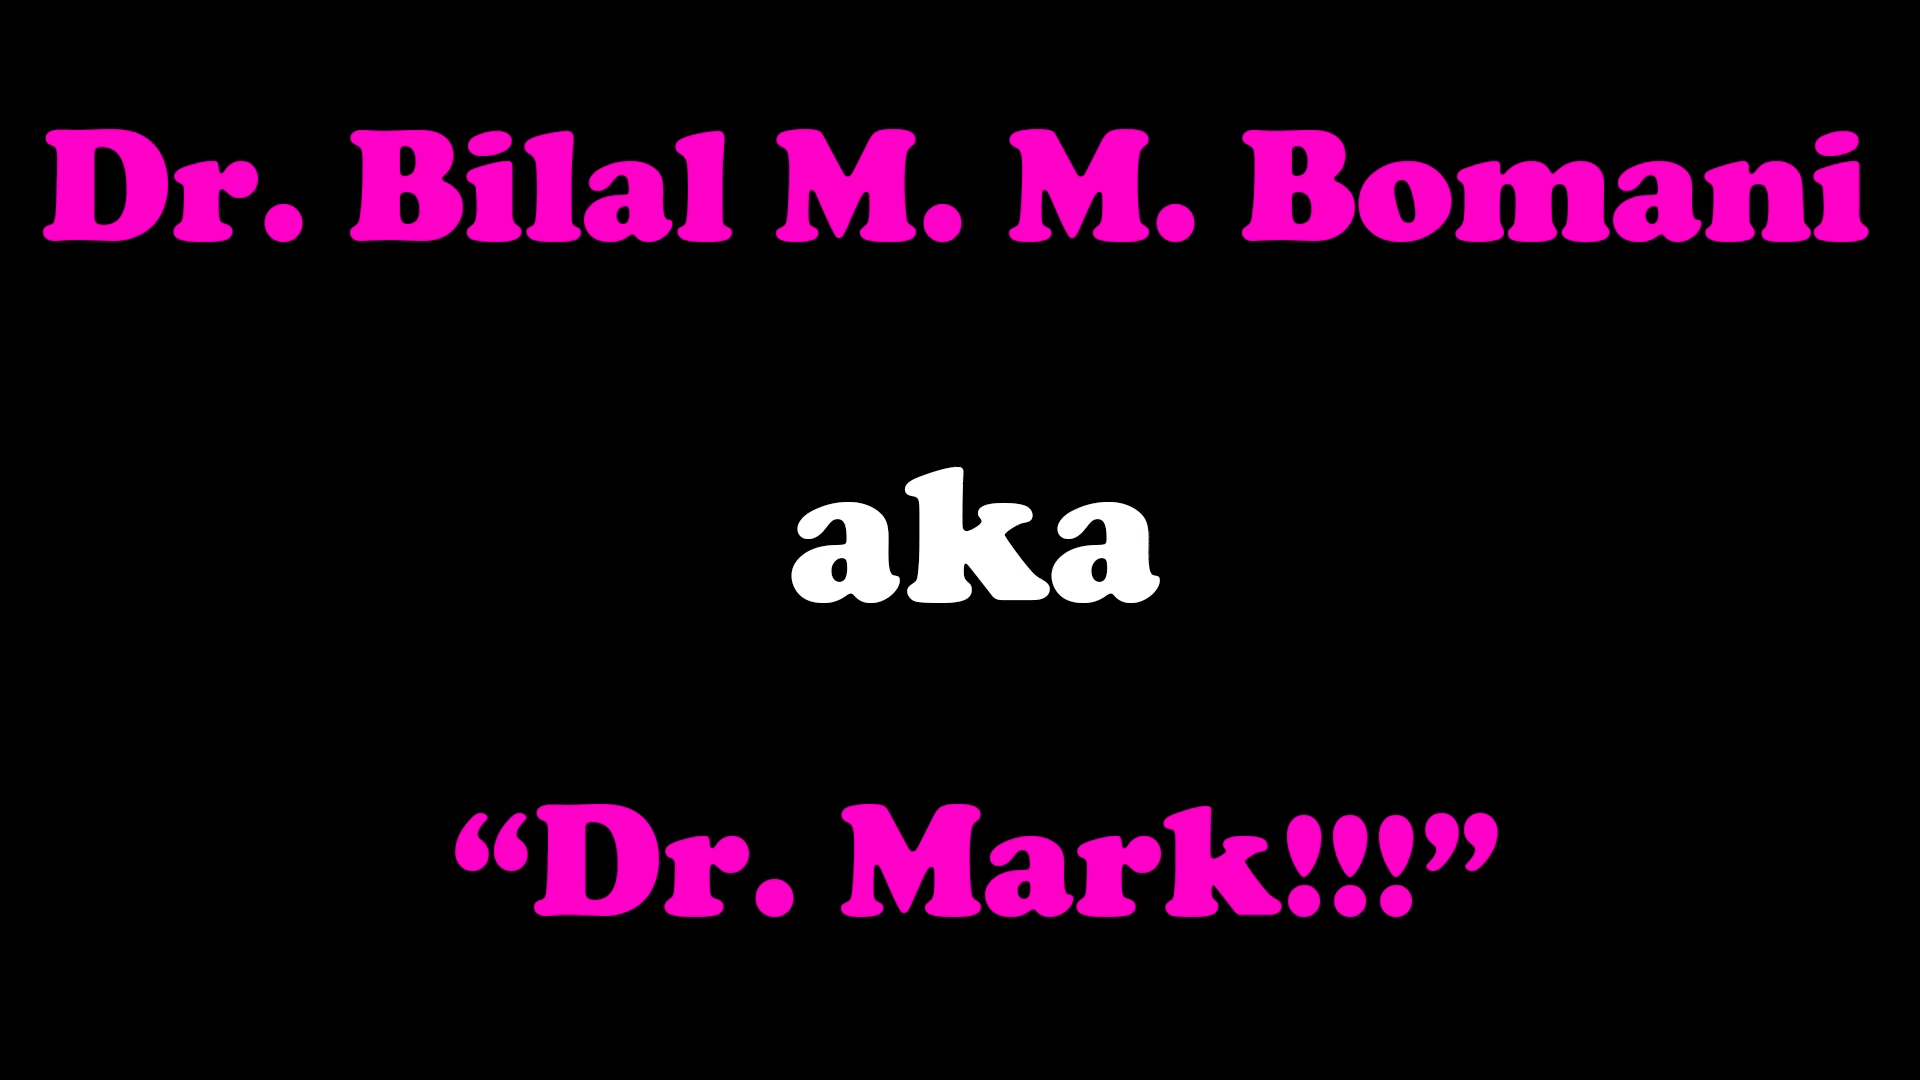 Dr. Bilal M. M. Bomani
aka
“Dr. Mark!!!”